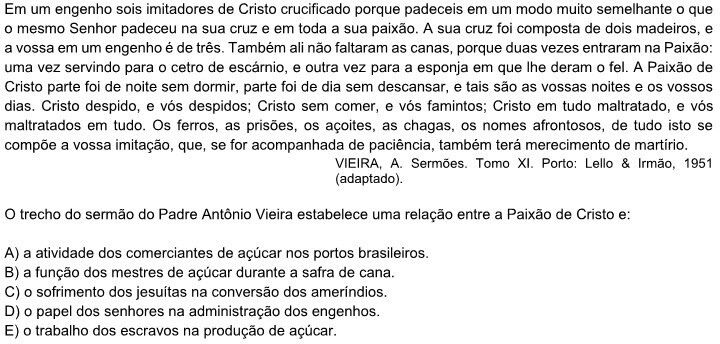 Em um engenho sois imitadores de Cristo crucificado porque padeceis em um modo muito semelhante o que
o mesmo Senhor padeceu na sua cruz e em toda a sua paixão. A sua cruz foi composta de dois madeiros, e
a vossa em um engenho é de três. Também ali não faltaram as canas, porque duas vezes entraram na Paixão:
uma vez servindo para o cetro de escárnio, e outra vez para a esponja em que lhe deram o fel. A Paixão de
Cristo parte foi de noite sem dormir, parte foi de dia sem descansar, e tais são as vossas noites e os vossos
dias. Cristo despido, e vós despidos; Cristo sem comer, e vós famintos; Cristo em tudo maltratado, e vós
maltratados em tudo. Os ferros, as prisões, os açoites, as chagas, os nomes afrontosos, de tudo isto se
compõe a vossa imitação, que, se for acompanhada de paciência, também terá merecimento de martírio.
VIEIRA, A. Sermões. Tomo XI. Porto: Lello & Irmão, 1951
(adaptado).
O trecho do sermão do Padre Antônio Vieira estabelece uma relação entre a Paixão de Cristo e:
A) a atividade dos comerciantes de açúcar nos portos brasileiros.
B) a função dos mestres de açúcar durante a safra de cana.
C) o sofrimento dos jesuítas na conversão dos ameríndios.
D) o papel dos senhores na administração dos engenhos.
E) o trabalho dos escravos na produção de açúcar.